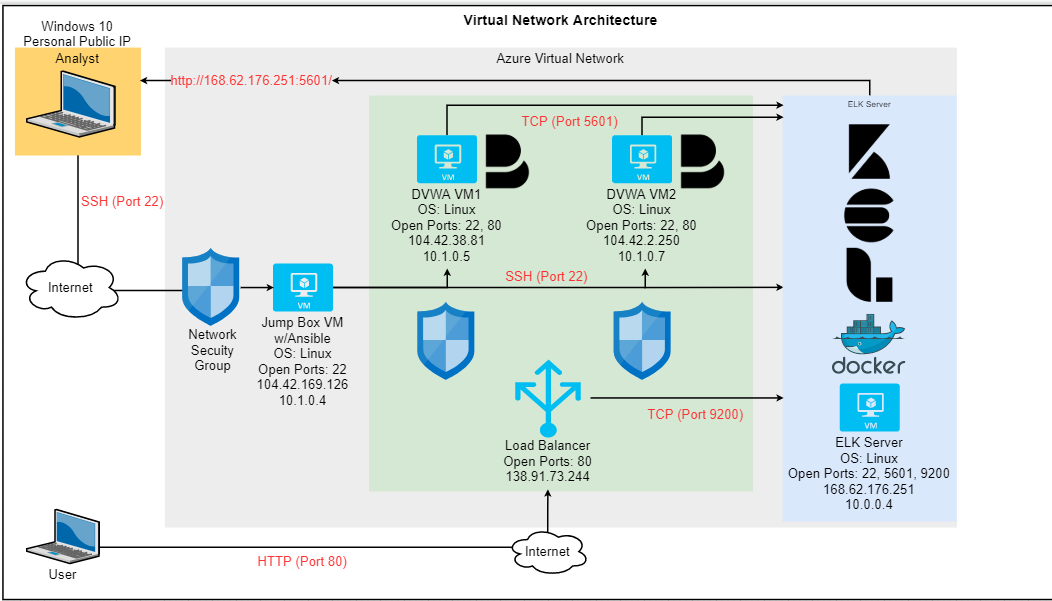 Virtual Network Architecture
Windows 10
Personal Public IP
Analyst
Azure Virtual Network
http://168.62.176.251:5601/
ELK Server
TCP (Port 5601)
VM
DVWA VM1
OS: Linux
Open Ports: 22, 80
104.42.38.81
10.1.0.5
VM
DVWA VM2
OS: Linux
Open Ports: 22, 80
104.42.2.250
10.1.0.7
SSH (Port 22)
Internet
Network
Secuity
Group
VM
Jump Box VM
w/Ansible
OS: Linux
Open Ports: 22
104.42.169.126
10.1.0.4
SSH (Port 22)
docker
TCP (Port 9200)
Load Balancer
Open Ports: 80
138.91.73.244
VM
ELK Server
OS: Linux
Open Ports: 22, 5601, 9200
168.62.176.251
10.0.0.4
User
HTTP (Port 80)
Internet